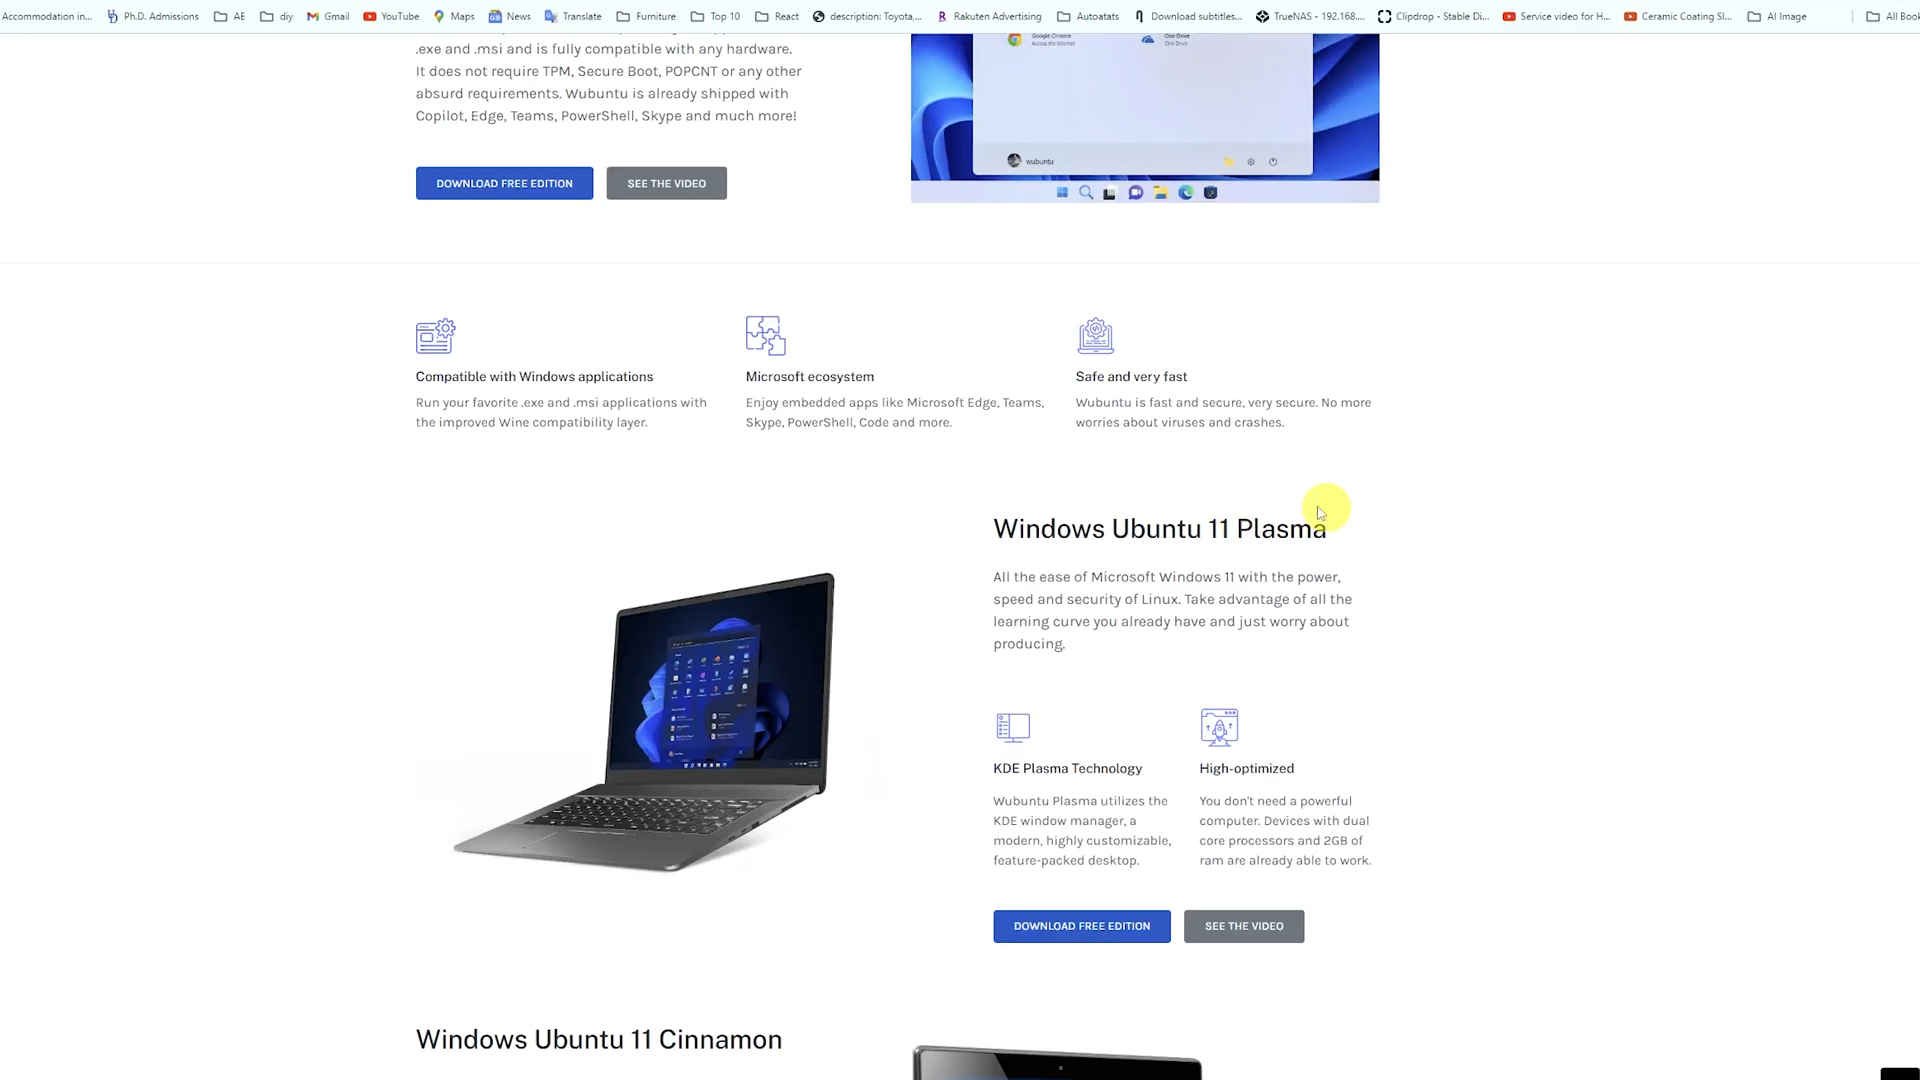 Accommodation in...
Ph.D. Admissions
AE
diy
Gmail
YouTube
Maps
News
Translate
Furniture
Top 10
React
description: Toyota,...
Rakuten Advertising
Autoatats
Download subtitles...
TrueNAS - 192.168....
Clipdrop - Stable Di...
Service video for H...
Ceramic Coating Sl...
AI Image
All Book
.exe and .msi and is fully compatible with any hardware.
It does not require TPM, Secure Boot, POPCNT or any other
absurd requirements. Wubuntu is already shipped with
Copilot, Edge, Teams, PowerShell, Skype and much more!
DOWNLOAD FREE EDITION
SEE THE VIDEO
Google Chrome
Access the Internet
One Drive
One Drive
wubuntu
Compatible with Windows applications
Run your favorite .exe and .msi applications with
the improved Wine compatibility layer.
Microsoft ecosystem
Enjoy embedded apps like Microsoft Edge, Teams,
Skype, PowerShell, Code and more.
Safe and very fast
Wubuntu is fast and secure, very secure. No more
worries about viruses and crashes.
Windows Ubuntu 11 Plasma
All the ease of Microsoft Windows 11 with the power,
speed and security of Linux. Take advantage of all the
learning curve you already have and just worry about
producing.
KDE Plasma Technology
Wubuntu Plasma utilizes the
KDE window manager, a
modern, highly customizable,
feature-packed desktop.
High-optimized
You don't need a powerful
computer. Devices with dual
core processors and 2GB of
ram are already able to work.
DOWNLOAD FREE EDITION
SEE THE VIDEO
Windows Ubuntu 11 Cinnamon